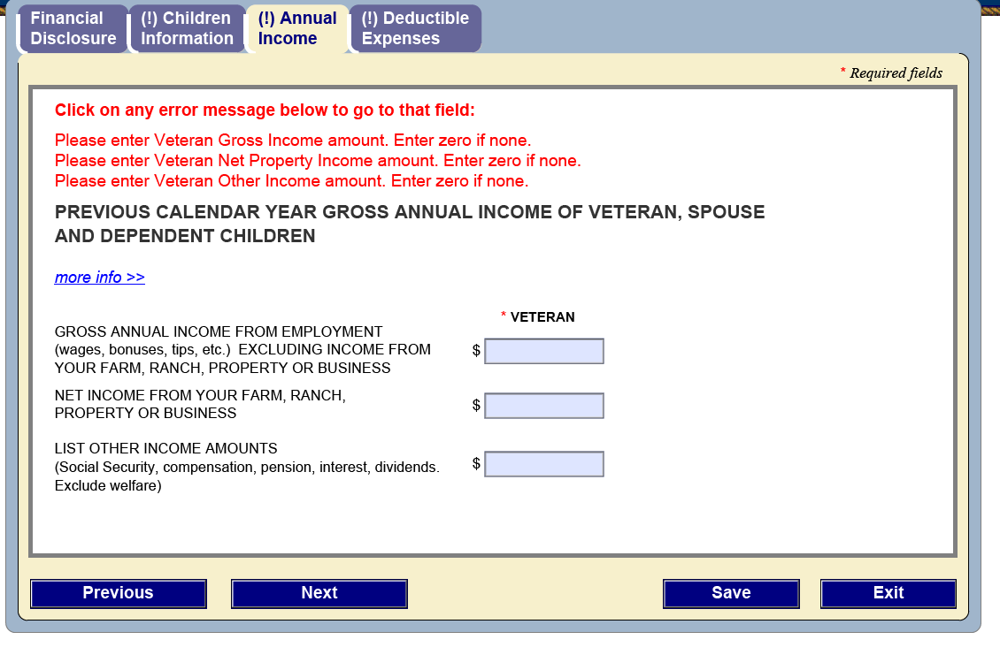 Financial
Disclosure
(!) Children
Information
(!) Annual
Income
(!) Deductible
Expenses
* Required fields
Click on any error message below to go to that field:
Please enter Veteran Gross Income amount. Enter zero if none.
Please enter Veteran Net Property Income amount. Enter zero if none.
Please enter Veteran Other Income amount. Enter zero if none.
PREVIOUS CALENDAR YEAR GROSS ANNUAL INCOME OF VETERAN, SPOUSE
AND DEPENDENT CHILDREN
more info >>
* VETERAN
GROSS ANNUAL INCOME FROM EMPLOYMENT
(wages, bonuses, tips, etc.)  EXCLUDING INCOME FROM
YOUR FARM, RANCH, PROPERTY OR BUSINESS
$
NET INCOME FROM YOUR FARM, RANCH,
PROPERTY OR BUSINESS
$
LIST OTHER INCOME AMOUNTS
(Social Security, compensation, pension, interest, dividends.
Exclude welfare)
$
Previous
Next
Save
Exit